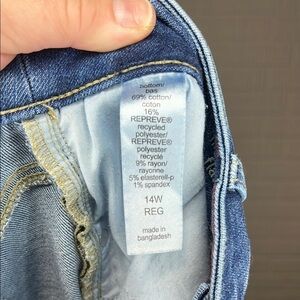 bottom/
bas
69% cotton/
coton
16%
REPREVE®
recycled
polyester/
REPREVE®
polyester
recyclé
9% rayon/
rayonne
5% elasterell-p
1% spandex
14W
REG
made in
bangladesh